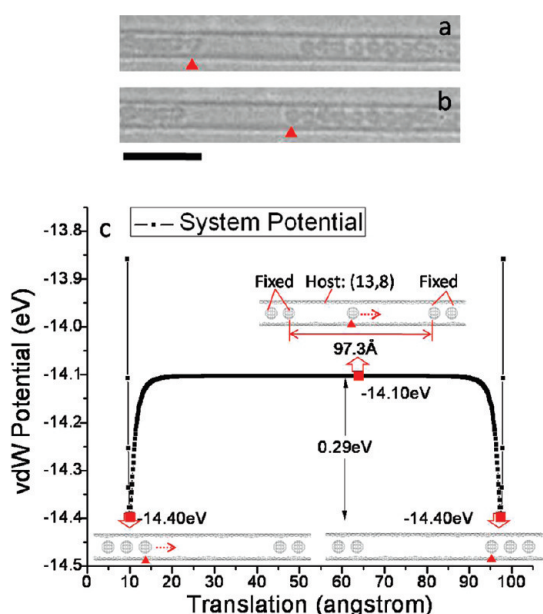 a
b
c
System Potential
Fixed Host: (13,8) Fixed
97.3Å
-14.10eV
0.29eV
-14.40eV -14.40eV
vdW Potential (eV)
-13.8
-13.9
-14.0
-14.1
-14.2
-14.3
-14.4
-14.5
0 10 20 30 40 50 60 70 80 90 100
Translation (angstrom)